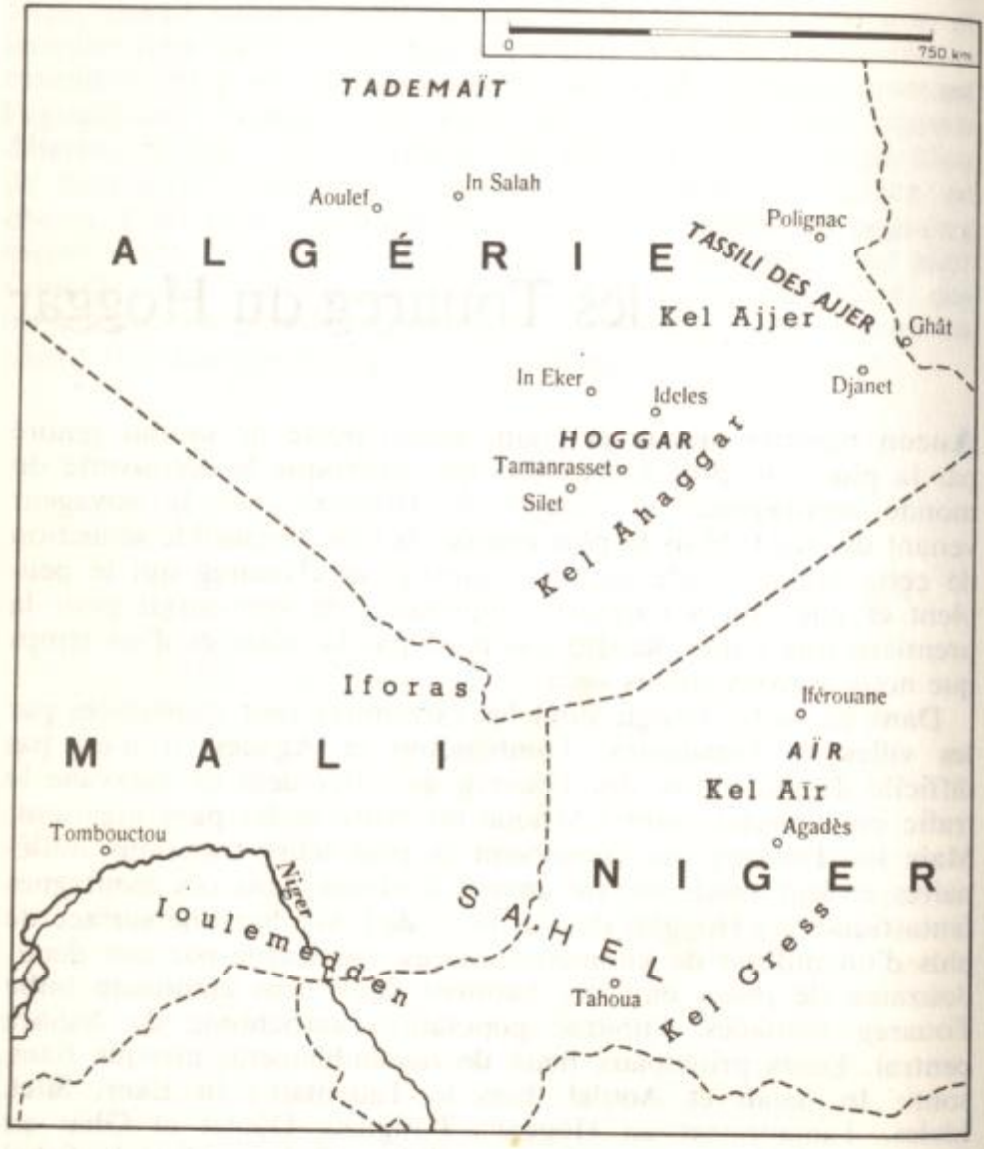 0 750 km
TADEMAÏT
In Salah
Aoulef
Polignac
ALGÉRIE
TASSILI DES AJJER
Kel Ajjer
Ghât
In Eker
Djanet
Ideles
HOGGAR
Tamanrasset
Silet
Kel Ahaggar
Iforas
Iférouane
MALI
AÏR
Kel Aïr
Tombouctou
Agadès
Niger
NIGER
SAHEL
Ioulemedden
Tahoua
Kel Gress